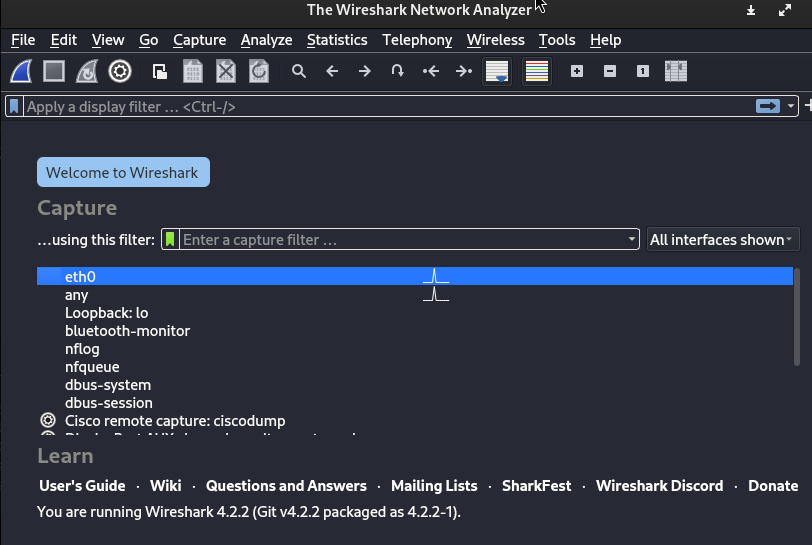 The Wireshark Network Analyzer
File Edit View Go Capture Analyze Statistics Telephony Wireless Tools Help
Apply a display filter … <Ctrl-/>
Welcome to Wireshark
Capture
…using this filter: Enter a capture filter … All interfaces shown
eth0
any
Loopback: lo
bluetooth-monitor
nflog
nfqueue
dbus-system
dbus-session
Cisco remote capture: ciscodump
Learn
User's Guide · Wiki · Questions and Answers · Mailing Lists · SharkFest · Wireshark Discord · Donate
You are running Wireshark 4.2.2 (Git v4.2.2 packaged as 4.2.2-1).